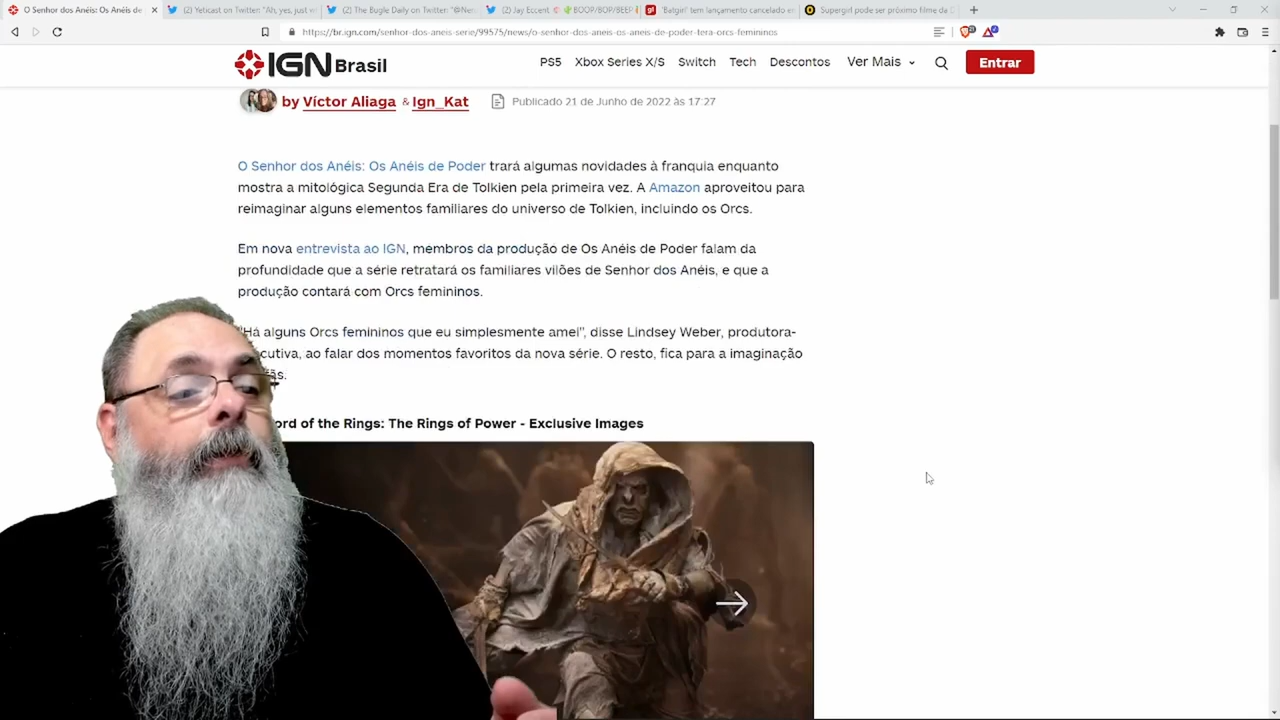 O Senhor dos Anéis: Os Anéis de
(2) Yeticast on Twitter: "Ah, yes, just w
(2) The Bugle Daily on Twitter: "@Net
(2) Jay Eccent
BOOP/BOP/BEEP
'Batgirl' tem lançamento cancelado e
Supergirl pode ser próximo filme da D
https://br.ign.com/senhor-dos-aneis-serie/99575/news/o-senhor-dos-aneis-os-aneis-de-poder-tera-orcs-femininos
IGN Brasil
PS5
Xbox Series X/S
Switch
Tech
Descontos
Ver Mais
Entrar
by Víctor Aliaga & Ign_Kat
Publicado 21 de Junho de 2022 às 17:27
O Senhor dos Anéis: Os Anéis de Poder trará algumas novidades à franquia enquanto
mostra a mitológica Segunda Era de Tolkien pela primeira vez. A Amazon aproveitou para
reimaginar alguns elementos familiares do universo de Tolkien, incluindo os Orcs.
Em nova entrevista ao IGN, membros da produção de Os Anéis de Poder falam da
profundidade que a série retratará os familiares vilões de Senhor dos Anéis, e que a
produção contará com Orcs femininos.
"Há alguns Orcs femininos que eu simplesmente amei", disse Lindsey Weber, produtora-
cutiva, ao falar dos momentos favoritos da nova série. O resto, fica para a imaginação
fãs.
ord of the Rings: The Rings of Power - Exclusive Images